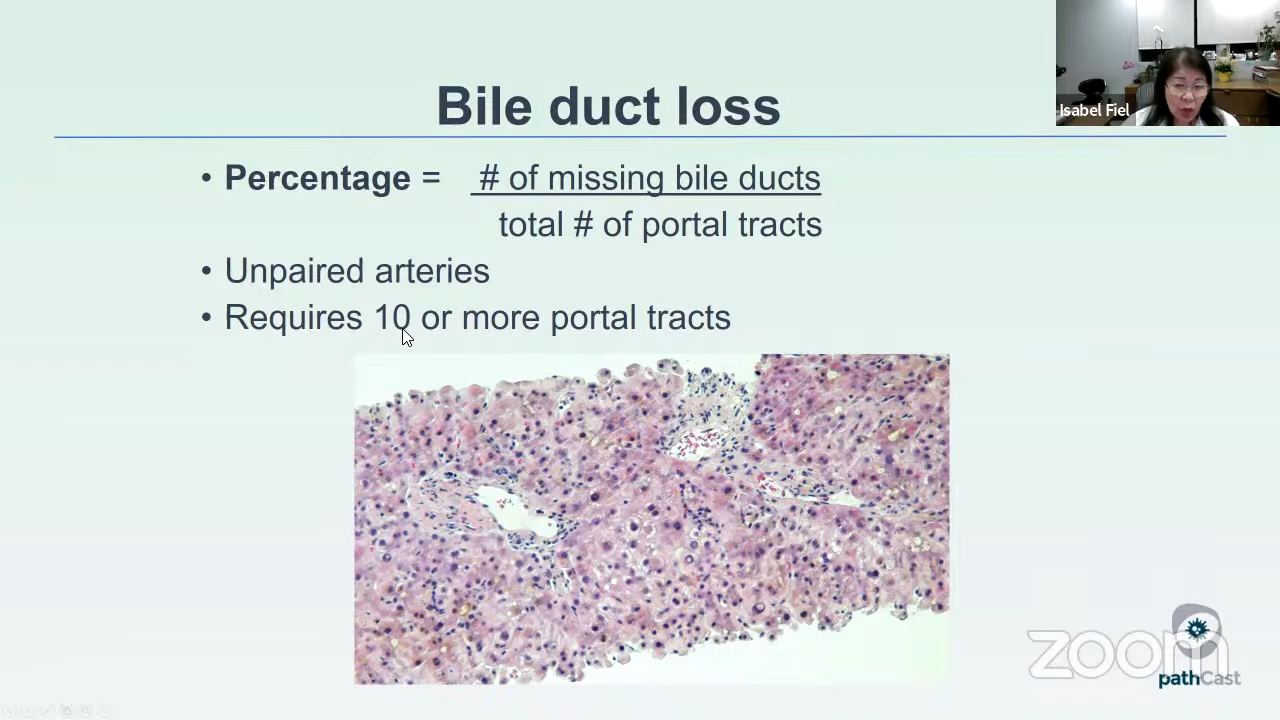 Isabel Fiel
Bile duct loss
• Percentage = # of missing bile ducts
total # of portal tracts
• Unpaired arteries
• Requires 10 or more portal tracts
zoom
pathCast